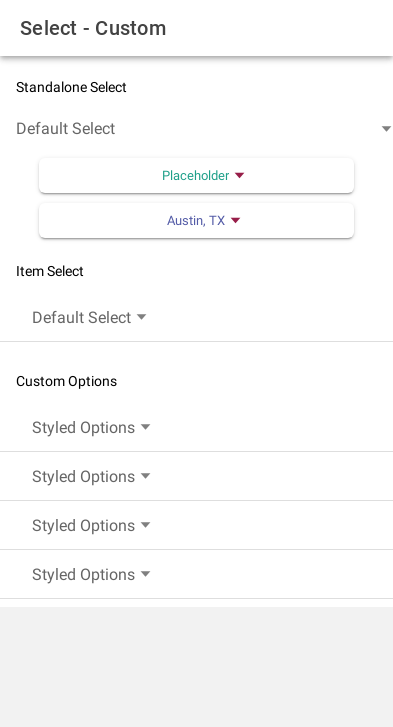 Select - Custom
Standalone Select
Default Select
Placeholder
Austin, TX
Item Select
Default Select
Custom Options
Styled Options
Styled Options
Styled Options
Styled Options